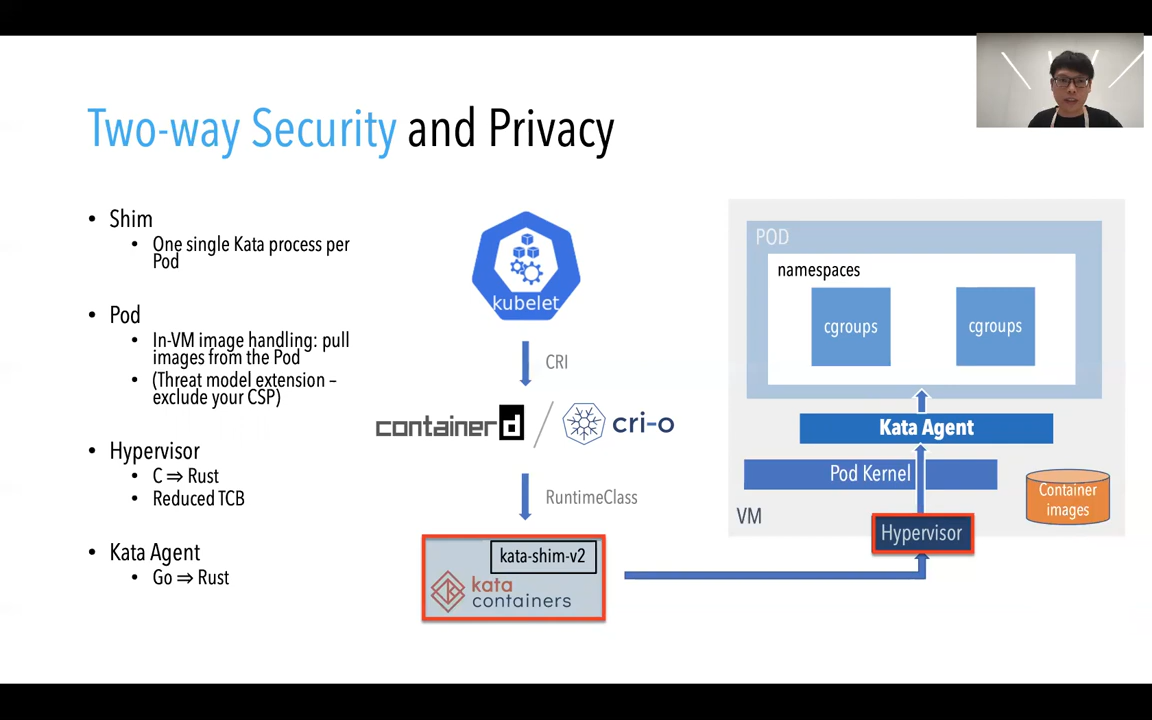 Two-way Security and Privacy
• Shim
• One single Kata process per
Pod
• Pod
• In-VM image handling: pull
images from the Pod
• (Threat model extension –
exclude your CSP)
• Hypervisor
• C ⇒ Rust
• Reduced TCB
• Kata Agent
• Go ⇒ Rust
kubelet
CRI
containerd / cri-o
RuntimeClass
kata-shim-v2
kata
containers
POD
namespaces
cgroups
cgroups
Kata Agent
Pod Kernel
Container
images
VM
Hypervisor